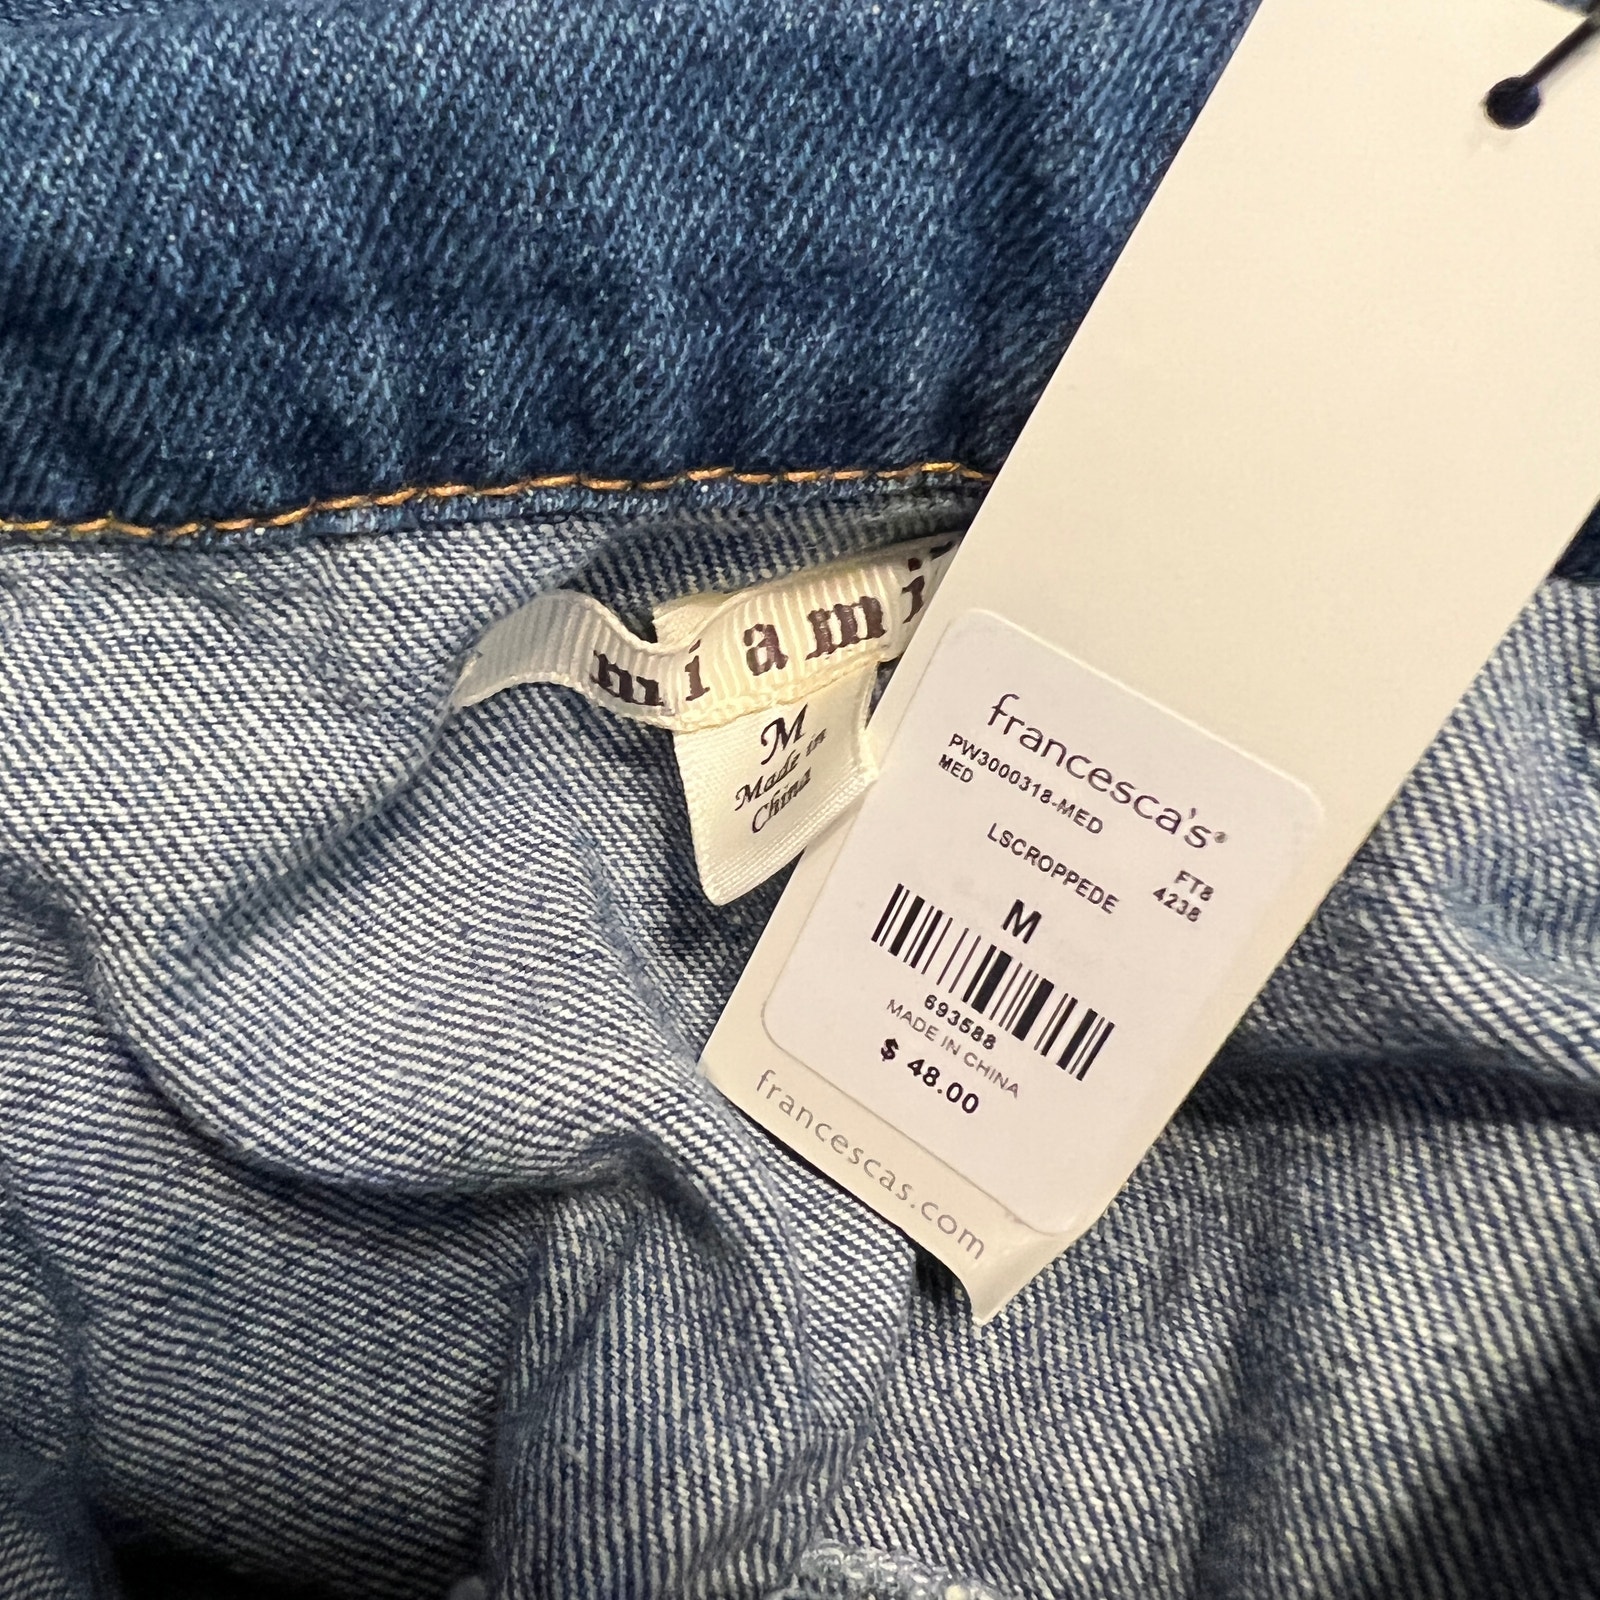 miami
M
Made in
China
francesca's®
PW3000318-MED
MED
FT8
LSCROPPEDE 4238
M
693588
MADE IN CHINA
$ 48.00
francescas.com